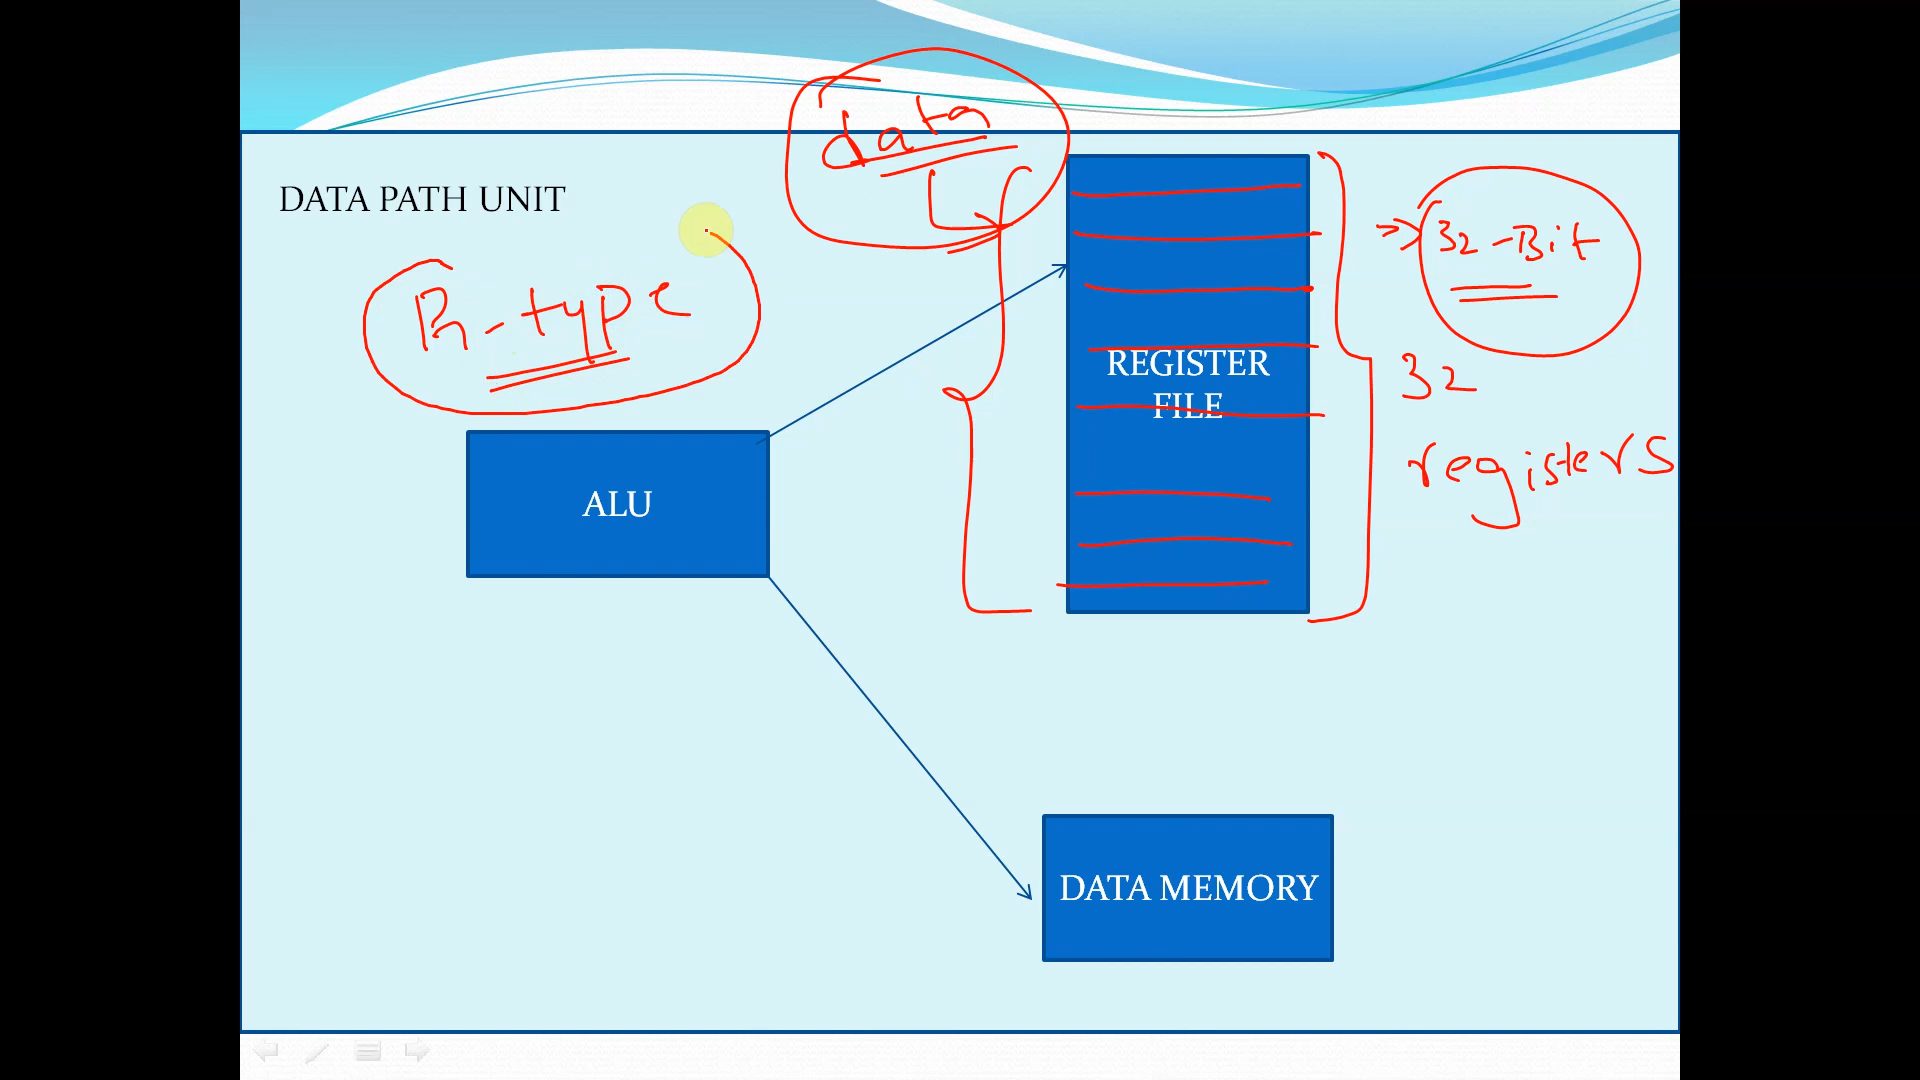 data
DATA PATH UNIT
32-Bit
R-type
REGISTER
FILE
32
registers
ALU
DATA MEMORY